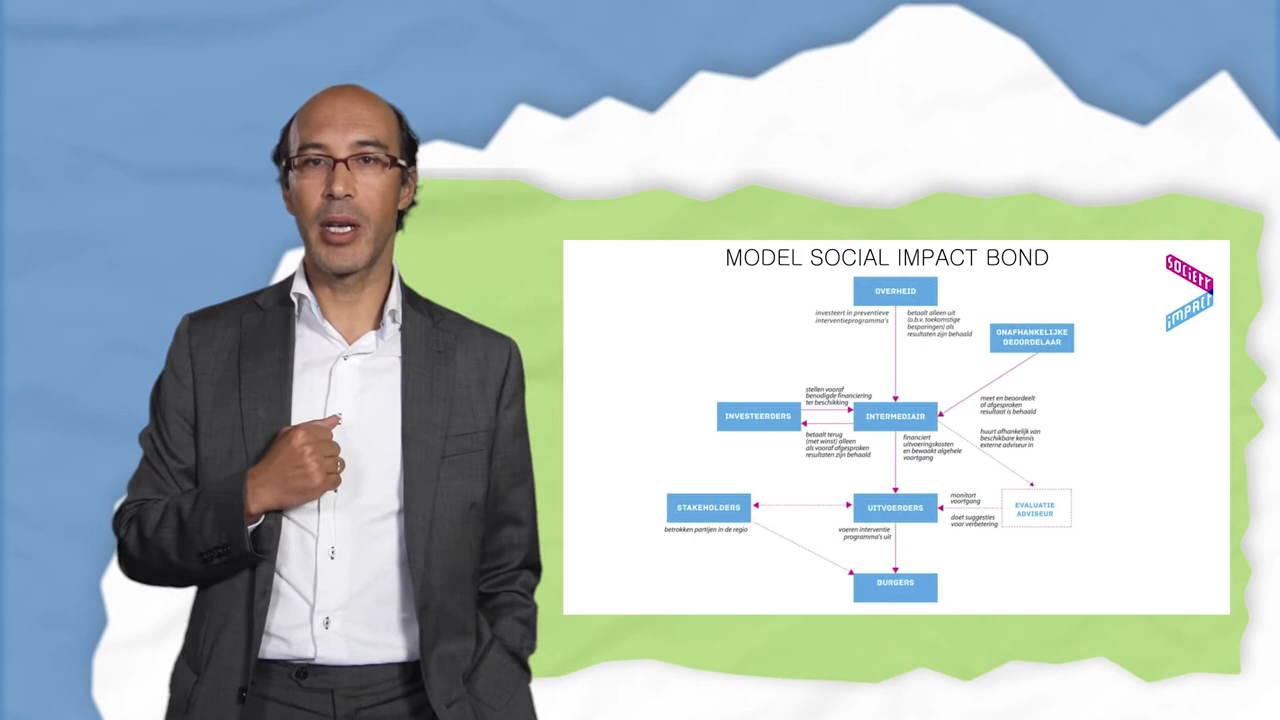 MODEL SOCIAL IMPACT BOND
SOCIETY
IMPACT
OVERHEID
investeert in preventieve
interventieprogramma's
betaalt alleen uit
(o.b.v. toekomstige
besparingen) als
resultaten zijn behaald
ONAFHANKELIJKE
BEOORDELAAR
stellen vooraf
benodigde financiering
ter beschikking
INVESTEERDERS
INTERMEDIAIR
meet en beoordeelt
of afgesproken
resultaat is behaald
betaalt terug
(met winst) alleen
als vooraf afgesproken
resultaten zijn behaald
financiert
uitvoeringskosten
en bewaakt algehele
voortgang
huurt afhankelijk van
beschikbare kennis
externe adviseur in
STAKEHOLDERS
betrokken partijen in de regio
UITVOERDERS
monitort
voortgang
doet suggesties
voor verbetering
EVALUATIE
ADVISEUR
voeren interventie
programma's uit
BURGERS